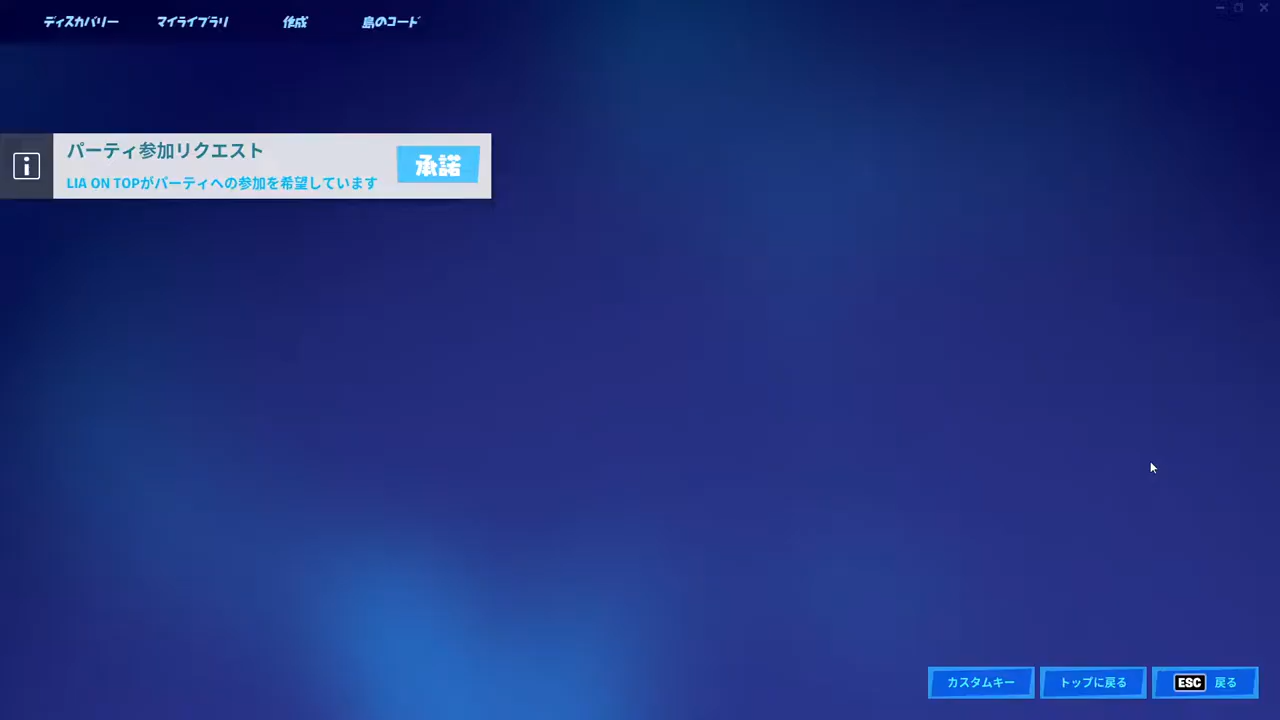 ディスカバリー マイライブラリ 作成 島のコード
パーティ参加リクエスト
LIA ON TOPがパーティへの参加を希望しています
承諾
カスタムキー トップに戻る ESC 戻る